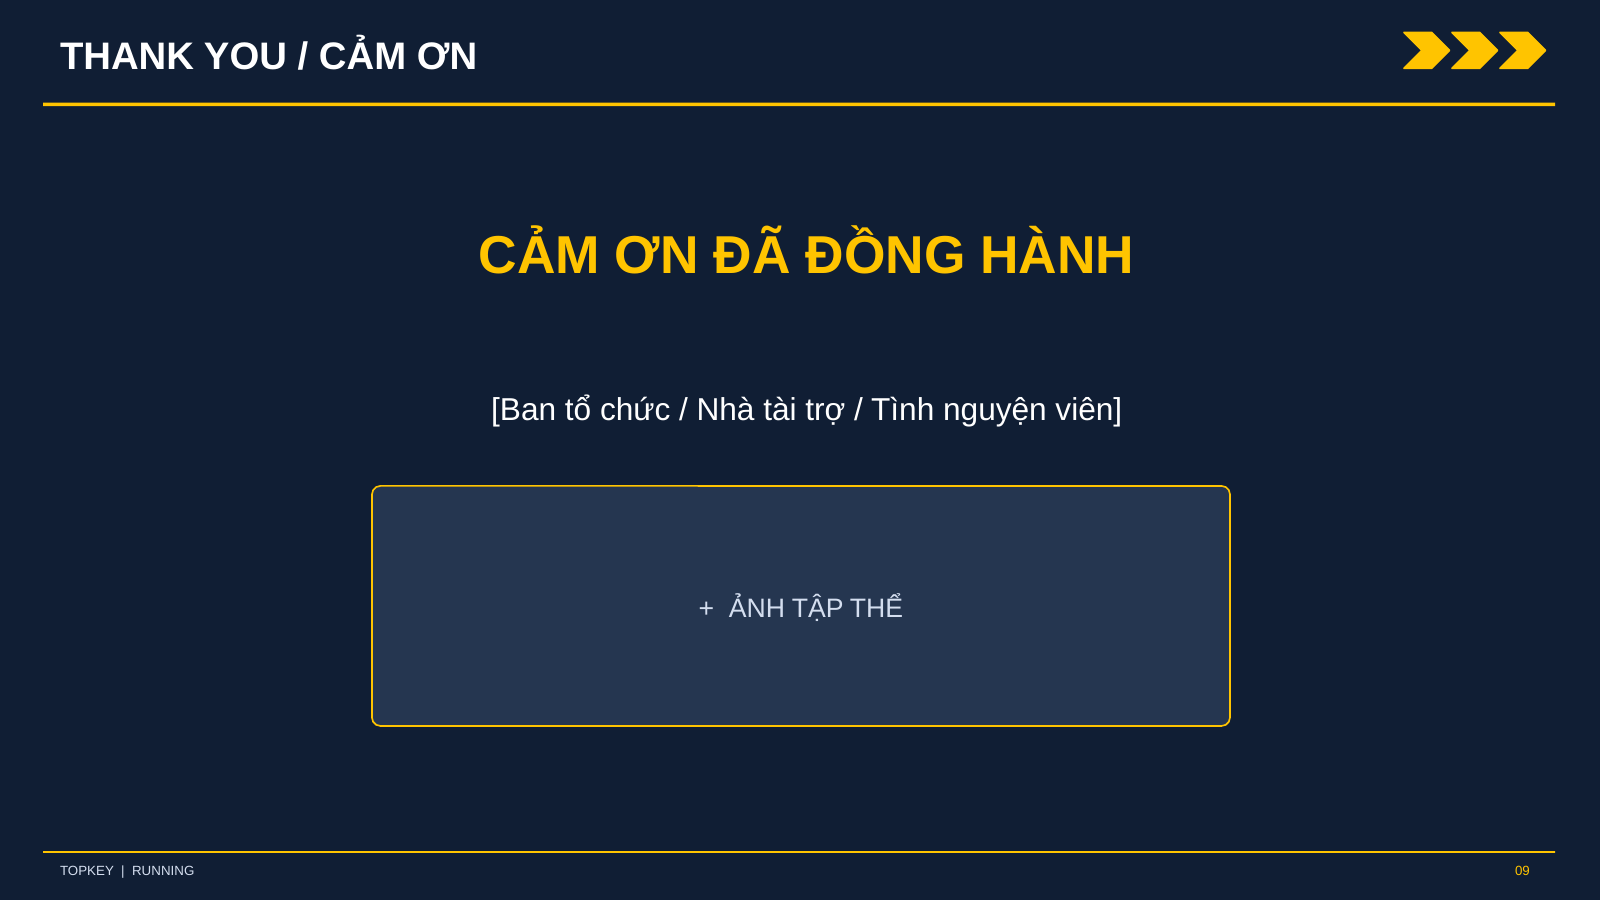 THANK YOU / CẢM ƠN
CẢM ƠN ĐÃ ĐỒNG HÀNH
[Ban tổ chức / Nhà tài trợ / Tình nguyện viên]
+ ẢNH TẬP THỂ
TOPKEY | RUNNING
09